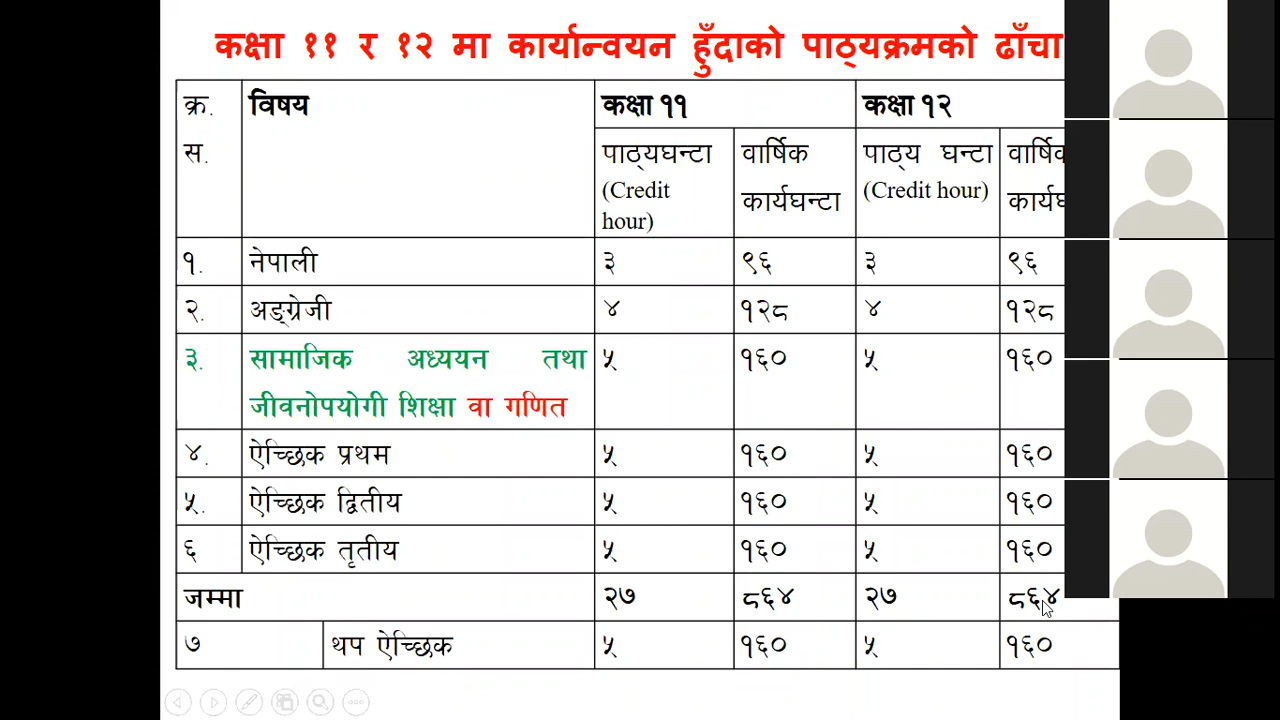 कक्षा ११ र १२ मा कार्यान्वयन हुँदाको पाठ्यक्रमको ढाँचा
क्र. विषय कक्षा ११ कक्षा १२
स. पाठ्यघन्टा वार्षिक पाठ्य घन्टा वार्षिक
(Credit hour) कार्यघन्टा (Credit hour) कार्यघ
१. नेपाली ३ ९६ ३ ९६
२. अङ्ग्रेजी ४ १२८ ४ १२८
३. सामाजिक अध्ययन तथा ५ १६० ५ १६०
जीवनोपयोगी शिक्षा वा गणित
४. ऐच्छिक प्रथम ५ १६० ५ १६०
५. ऐच्छिक द्वितीय ५ १६० ५ १६०
६ ऐच्छिक तृतीय ५ १६० ५ १६०
जम्मा २७ ८६४ २७ ८६४
७ थप ऐच्छिक ५ १६० ५ १६०